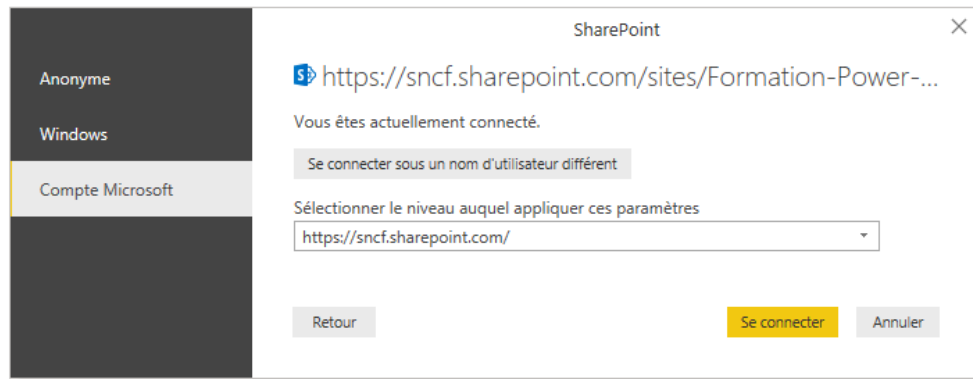 SharePoint
Anonyme
Windows
Compte Microsoft
https://sncf.sharepoint.com/sites/Formation-Power-...
Vous êtes actuellement connecté.
Se connecter sous un nom d'utilisateur différent
Sélectionner le niveau auquel appliquer ces paramètres
https://sncf.sharepoint.com/
Retour
Se connecter
Annuler